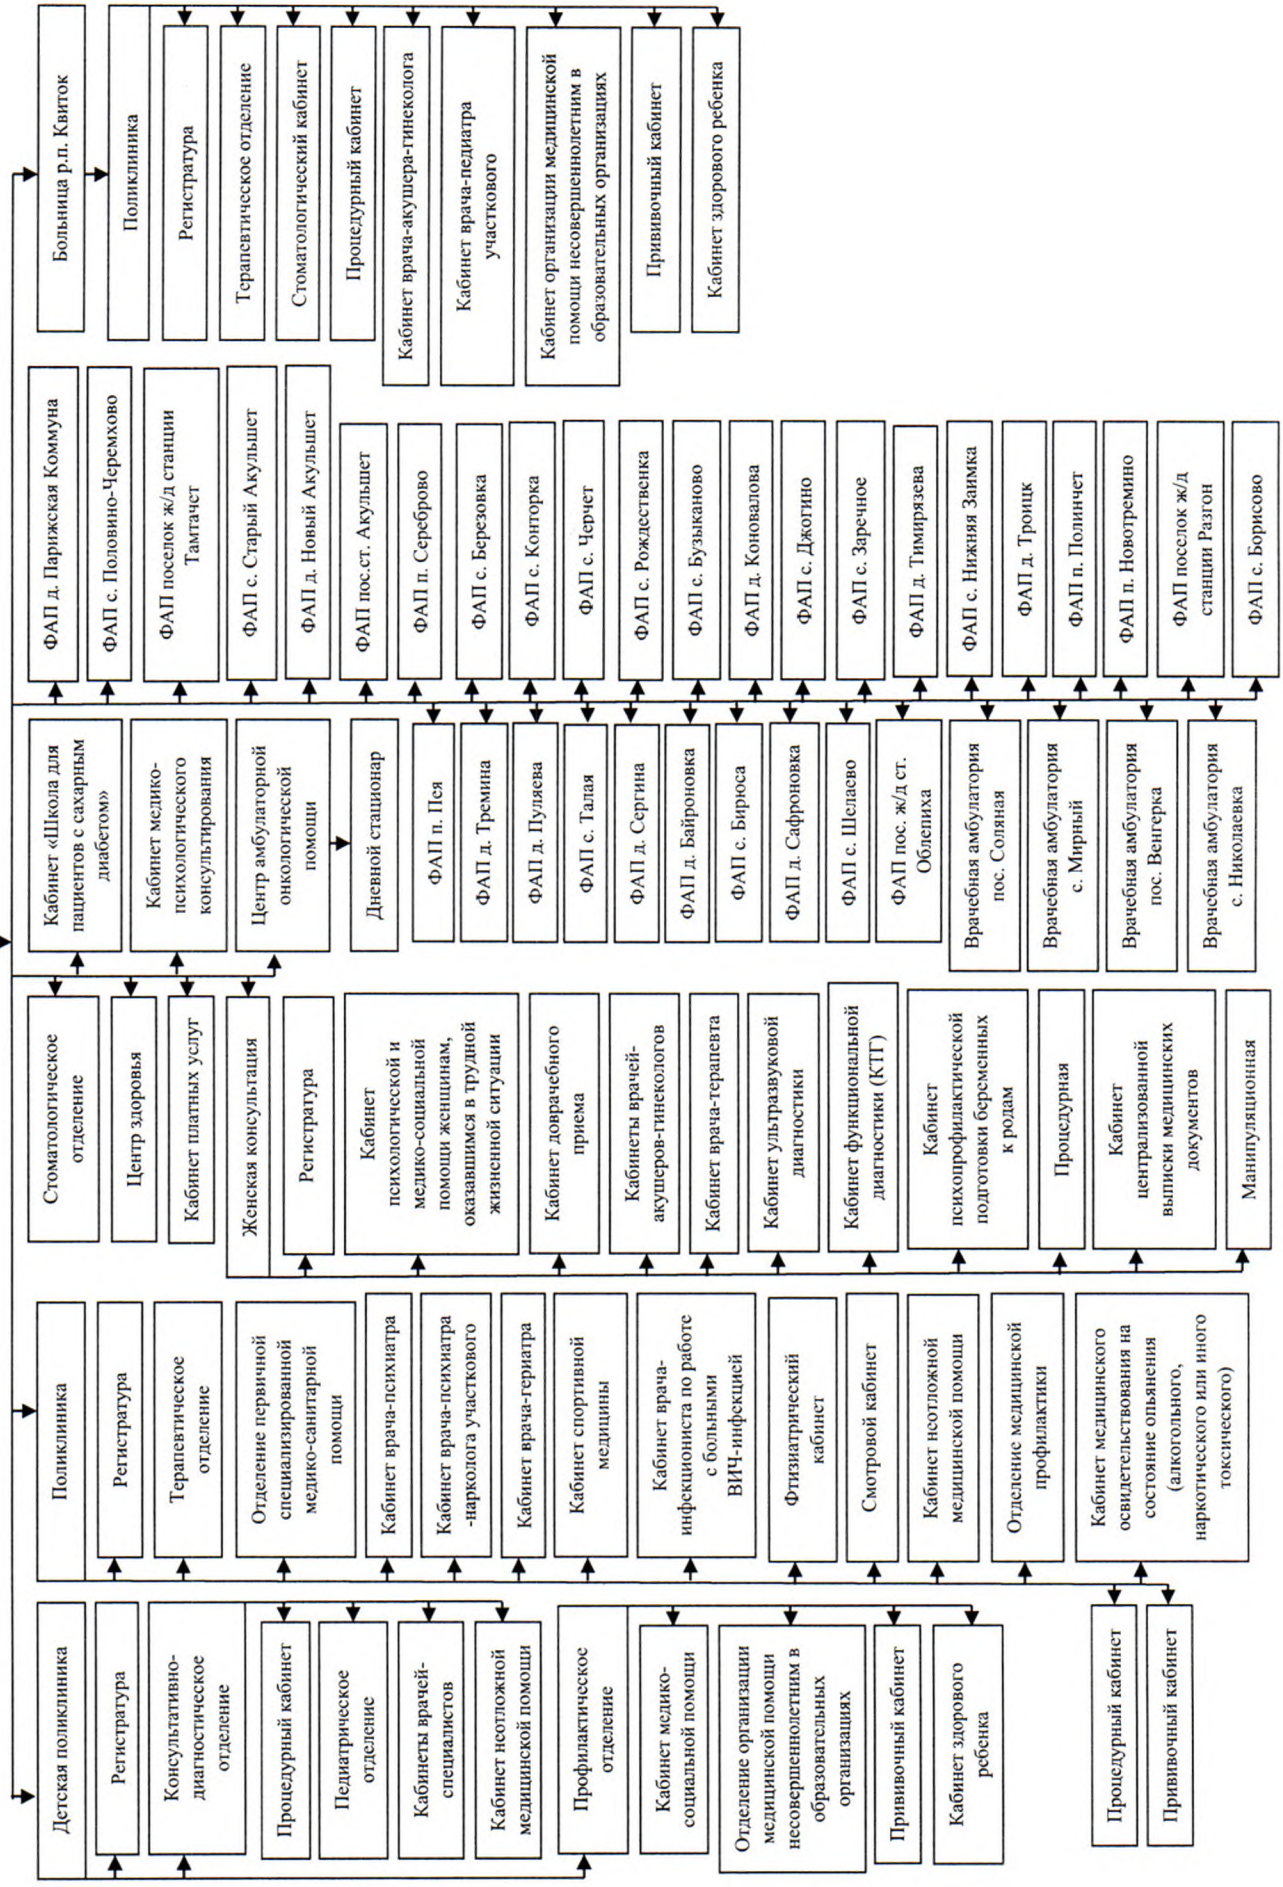 Детская поликлиника
Регистратура
Консультативно-
диагностическое
отделение
Процедурный кабинет
Педиатрическое
отделение
Кабинеты врачей-
специалистов
Кабинет неотложной
медицинской помощи
Профилактическое
отделение
Кабинет медико-
социальной помощи
Отделение организации
медицинской помощи
несовершеннолетним в
образовательных
организациях
Прививочный кабинет
Кабинет здорового
ребенка
Поликлиника
Регистратура
Терапевтическое
отделение
Отделение первичной
специализированной
медико-санитарной
помощи
Кабинет врача-психиатра
Кабинет врача-психиатра
-нарколога участкового
Кабинет врача-гериатра
Кабинет спортивной
медицины
Кабинет врача-
инфекциониста по работе
с больными
ВИЧ-инфекцией
Фтизиатрический
кабинет
Смотровой кабинет
Кабинет неотложной
медицинской помощи
Отделение медицинской
профилактики
Кабинет медицинского
освидетельствования на
состояние опьянения
(алкогольного,
наркотического или иного
токсического)
Процедурный кабинет
Прививочный кабинет
Стоматологическое
отделение
Центр здоровья
Кабинет платных услуг
Женская консультация
Регистратура
Кабинет
психологической и
медико-социальной
помощи женщинам,
оказавшимся в трудной
жизненной ситуации
Кабинет доврачебного
приема
Кабинеты врачей-
акушеров-гинекологов
Кабинет врача-терапевта
Кабинет ультразвуковой
диагностики
Кабинет функциональной
диагностики (КТГ)
Кабинет
психопрофилактической
подготовки беременных
к родам
Процедурная
Кабинет
централизованной
выписки медицинских
документов
Манипуляционная
Кабинет «Школа для
пациентов с сахарным
диабетом»
Кабинет медико-
психологического
консультирования
Центр амбулаторной
онкологической
помощи
Дневной стационар
ФАП п. Пея
ФАП д. Тремина
ФАП д. Пуляева
ФАП с. Талая
ФАП д. Сергина
ФАП д. Байроновка
ФАП с. Бирюса
ФАП д. Сафроновка
ФАП с. Шелаево
ФАП пос. ж/д ст.
Облепиха
Врачебная амбулатория
пос. Соляная
Врачебная амбулатория
с. Мирный
Врачебная амбулатория
пос. Венгерка
Врачебная амбулатория
с. Николаевка
ФАП д. Парижская Коммуна
ФАП с. Половино-Черемхово
ФАП поселок ж/д станции
Тамтачет
ФАП с. Старый Акульшет
ФАП д. Новый Акульшет
ФАП пос.ст. Акульшет
ФАП п. Сереброво
ФАП с. Березовка
ФАП с. Конторка
ФАП с. Черчет
ФАП с. Рождественка
ФАП с. Бузыканово
ФАП д. Коновалова
ФАП с. Джогино
ФАП с. Заречное
ФАП д. Тимирязева
ФАП с. Нижняя Заимка
ФАП д. Троицк
ФАП п. Полинчет
ФАП п. Новотремино
ФАП поселок ж/д
станции Разгон
ФАП с. Борисово
Больница р.п. Квиток
Поликлиника
Регистратура
Терапевтическое отделение
Стоматологический кабинет
Процедурный кабинет
Кабинет врача-акушера-гинеколога
Кабинет врача-педиатра
участкового
Кабинет организации медицинской
помощи несовершеннолетним в
образовательных организациях
Прививочный кабинет
Кабинет здорового ребенка